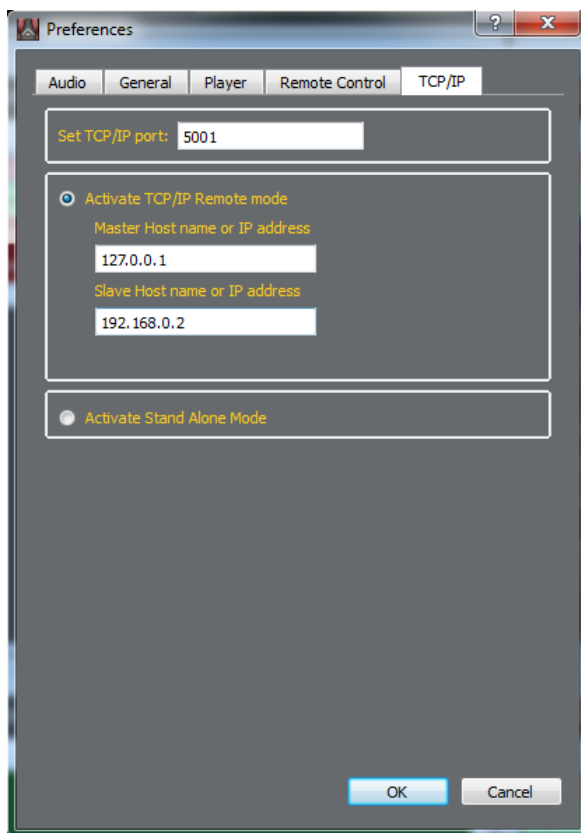 Preferences
? X
Audio General Player Remote Control TCP/IP
Set TCP/IP port: 5001
Activate TCP/IP Remote mode
Master Host name or IP address
127.0.0.1
Slave Host name or IP address
192.168.0.2
Activate Stand Alone Mode
OK Cancel